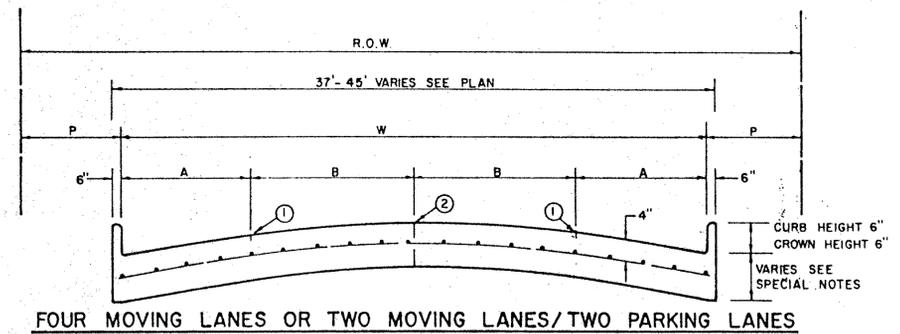 R.O.W.
37'- 45' VARIES SEE PLAN
P W P
6" A B B A 6"
1 2 1 4"
CURB HEIGHT 6"
CROWN HEIGHT 6"
VARIES SEE
SPECIAL NOTES
FOUR MOVING LANES OR TWO MOVING LANES/TWO PARKING LANES